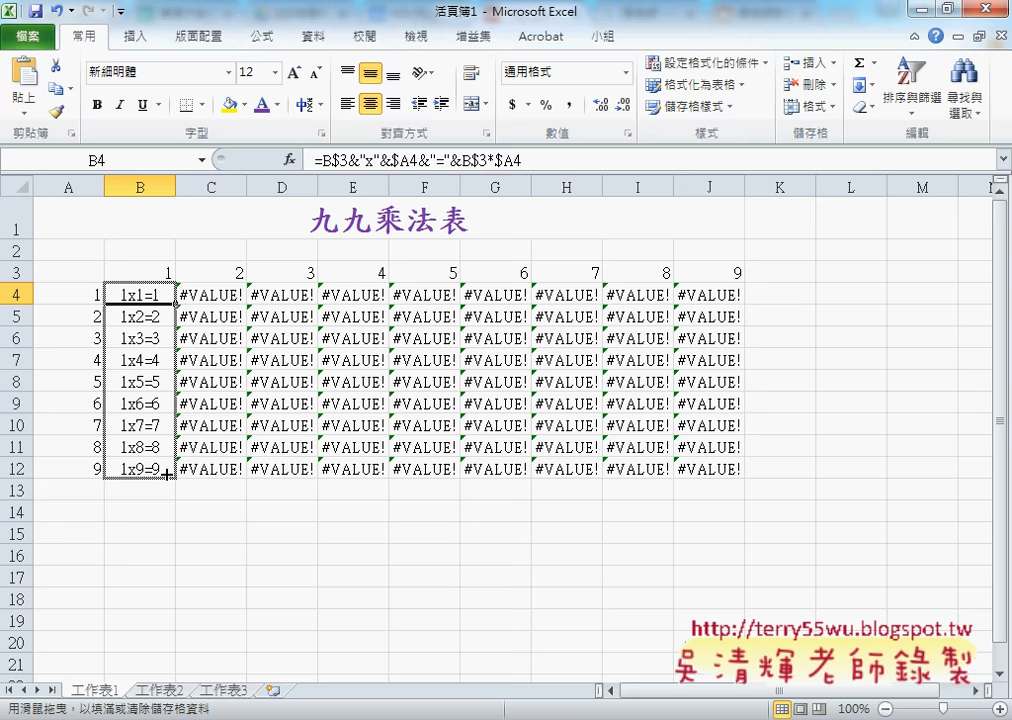 活頁簿1 - Microsoft Excel
檔案 常用 插入 版面配置 公式 資料 校閱 檢視 增益集 Acrobat 小組
貼上 新細明體 12 通用格式 設定格式化的條件 格式化為表格 儲存格樣式 插入 刪除 格式 排序與篩選 尋找與選取
剪貼簿 字型 對齊方式 數值 樣式 儲存格 編輯
B4 fx =B$3&"x"&$A4&"="&B$3*$A4
A B C D E F G H I J K L M N
1 九九乘法表
2
3 1 2 3 4 5 6 7 8 9
4 1 1x1=1 #VALUE! #VALUE! #VALUE! #VALUE! #VALUE! #VALUE! #VALUE! #VALUE!
5 2 1x2=2 #VALUE! #VALUE! #VALUE! #VALUE! #VALUE! #VALUE! #VALUE! #VALUE!
6 3 1x3=3 #VALUE! #VALUE! #VALUE! #VALUE! #VALUE! #VALUE! #VALUE! #VALUE!
7 4 1x4=4 #VALUE! #VALUE! #VALUE! #VALUE! #VALUE! #VALUE! #VALUE! #VALUE!
8 5 1x5=5 #VALUE! #VALUE! #VALUE! #VALUE! #VALUE! #VALUE! #VALUE! #VALUE!
9 6 1x6=6 #VALUE! #VALUE! #VALUE! #VALUE! #VALUE! #VALUE! #VALUE! #VALUE!
10 7 1x7=7 #VALUE! #VALUE! #VALUE! #VALUE! #VALUE! #VALUE! #VALUE! #VALUE!
11 8 1x8=8 #VALUE! #VALUE! #VALUE! #VALUE! #VALUE! #VALUE! #VALUE! #VALUE!
12 9 1x9=9 #VALUE! #VALUE! #VALUE! #VALUE! #VALUE! #VALUE! #VALUE! #VALUE!
13
14
15
16
17
18
19
20
21
http://terry55wu.blogspot.tw
吳清輝老師錄製
工作表1 工作表2 工作表3
用滑鼠拖曳，以填滿或清除儲存格資料 100%